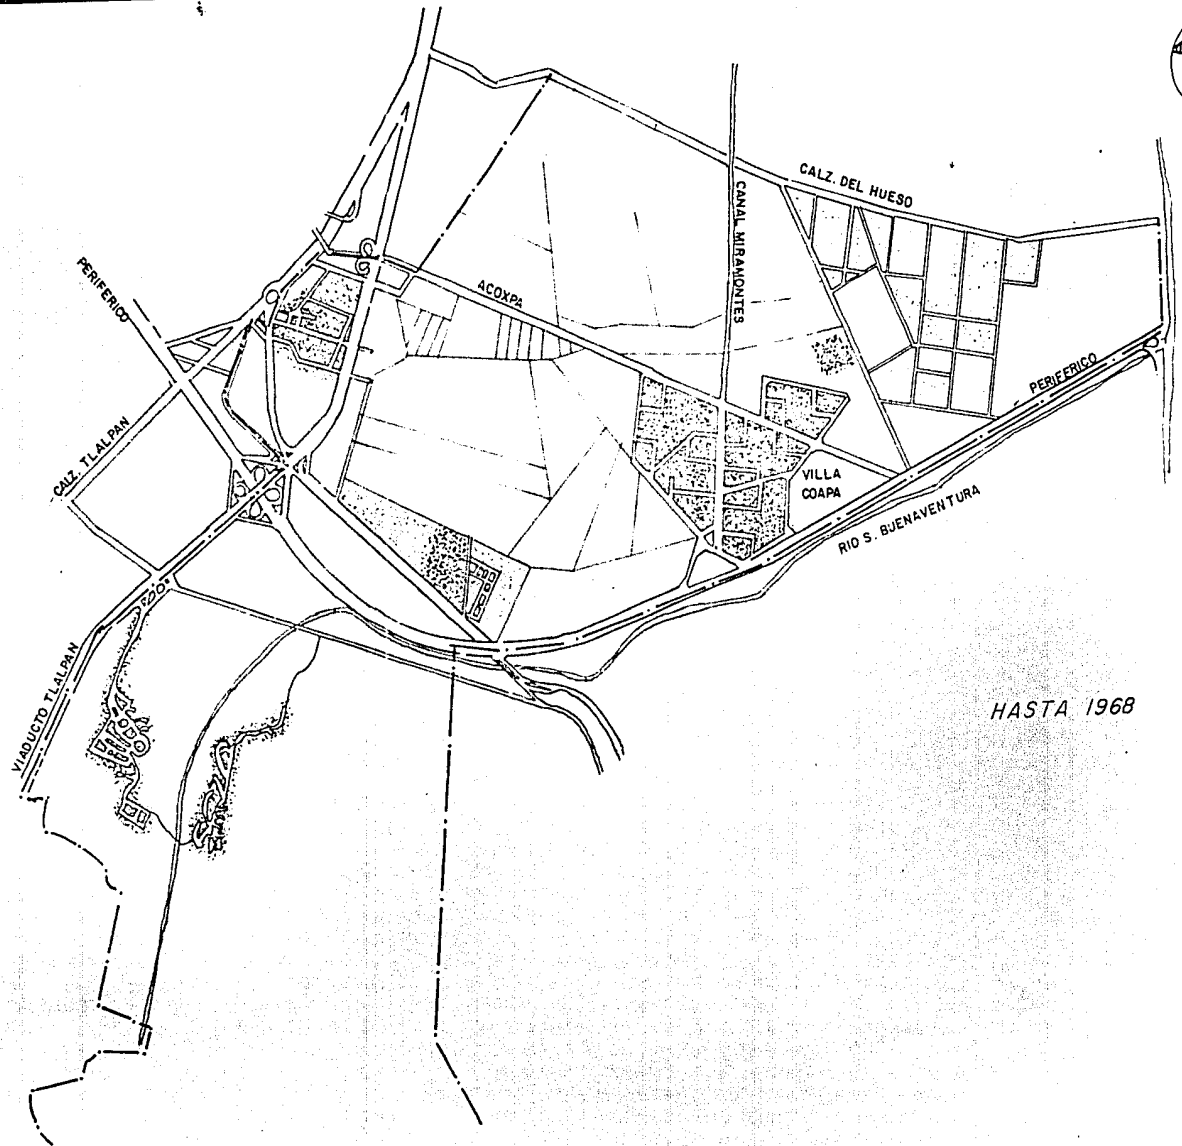 CALZ. DEL HUESO
CANAL MIRAMONTES
PERIFERICO
ACOXPA
PERIFERICO
CALZ. TLALPAN
VILLA
COAPA
RIO S. BUENAVENTURA
VIADUCTO TLALPAN
HASTA 1968